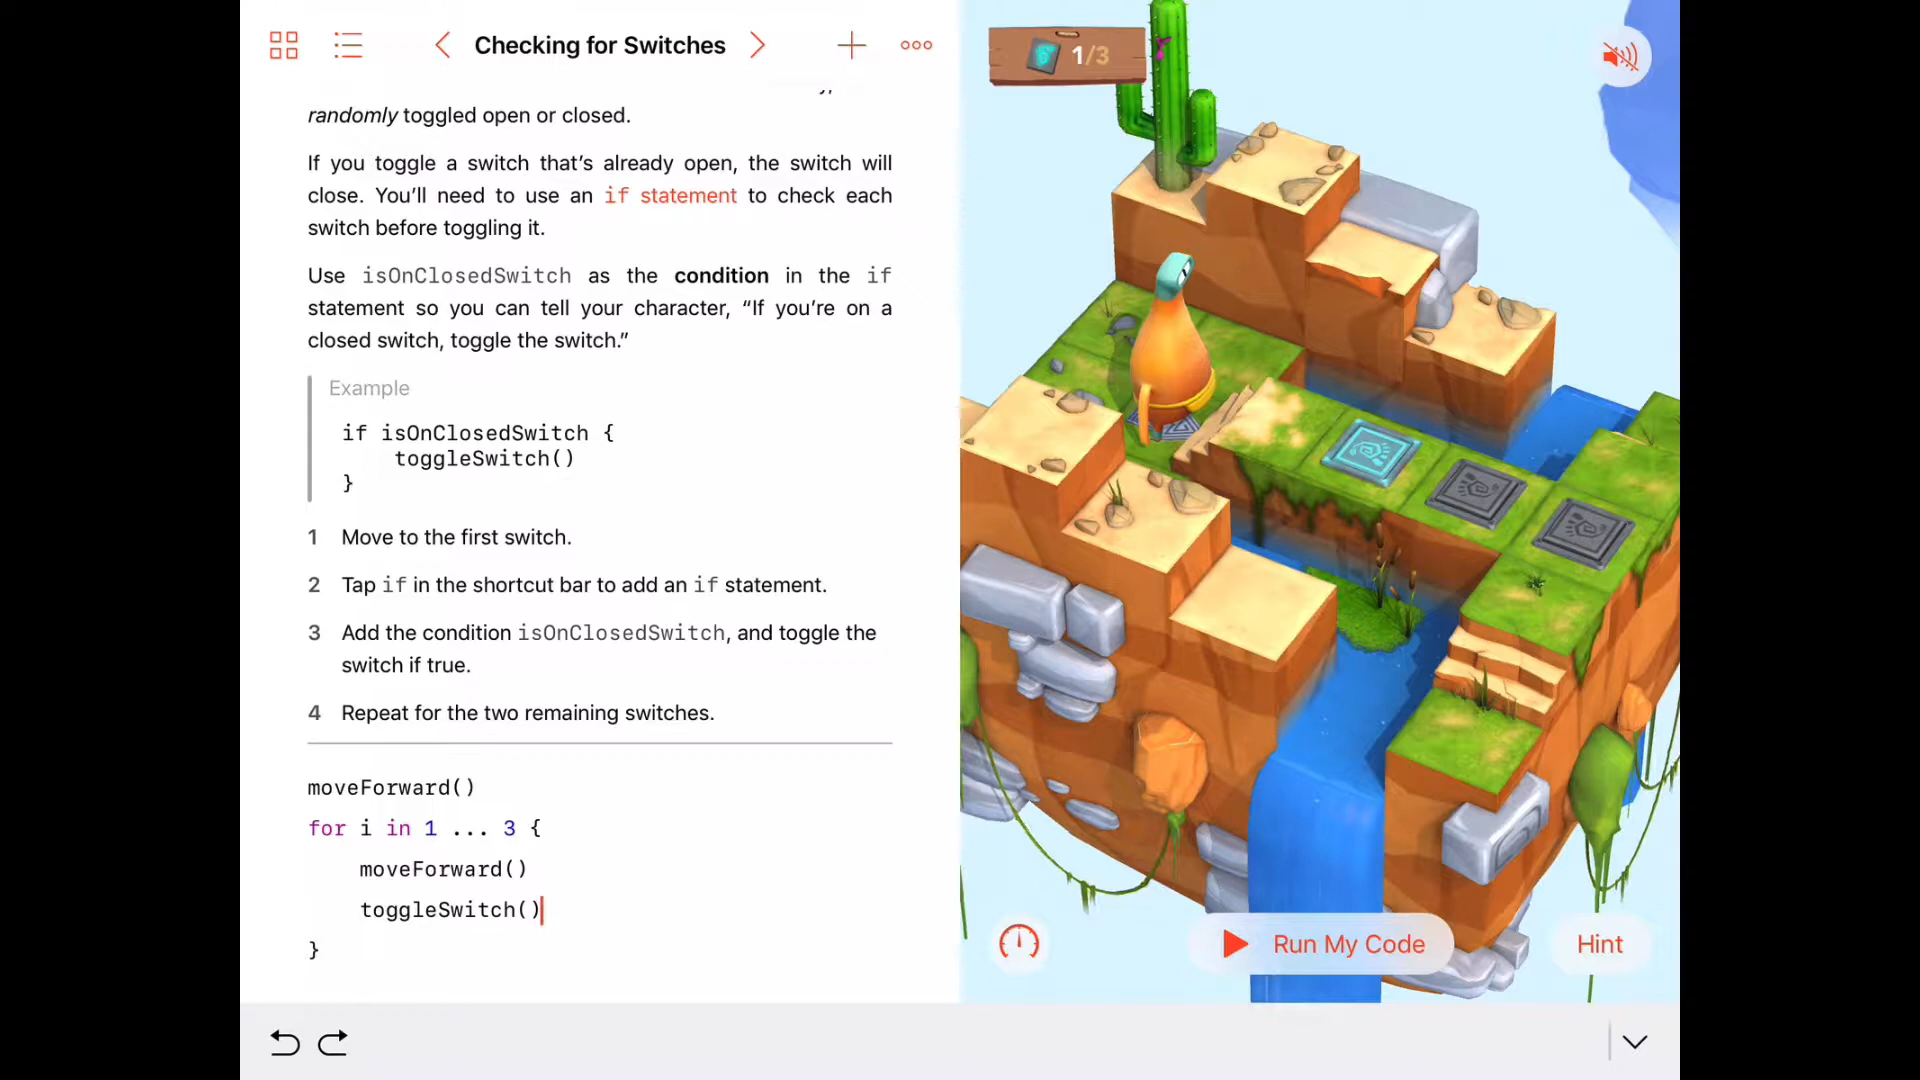 Checking for Switches
1/3
randomly toggled open or closed.
If you toggle a switch that’s already open, the switch will
close. You’ll need to use an if statement to check each
switch before toggling it.
Use isOnClosedSwitch as the condition in the if
statement so you can tell your character, “If you’re on a
closed switch, toggle the switch.”
Example
if isOnClosedSwitch {
toggleSwitch()
}
1 Move to the first switch.
2 Tap if in the shortcut bar to add an if statement.
3 Add the condition isOnClosedSwitch, and toggle the
switch if true.
4 Repeat for the two remaining switches.
moveForward()
for i in 1 ... 3 {
moveForward()
toggleSwitch()
}
Run My Code
Hint